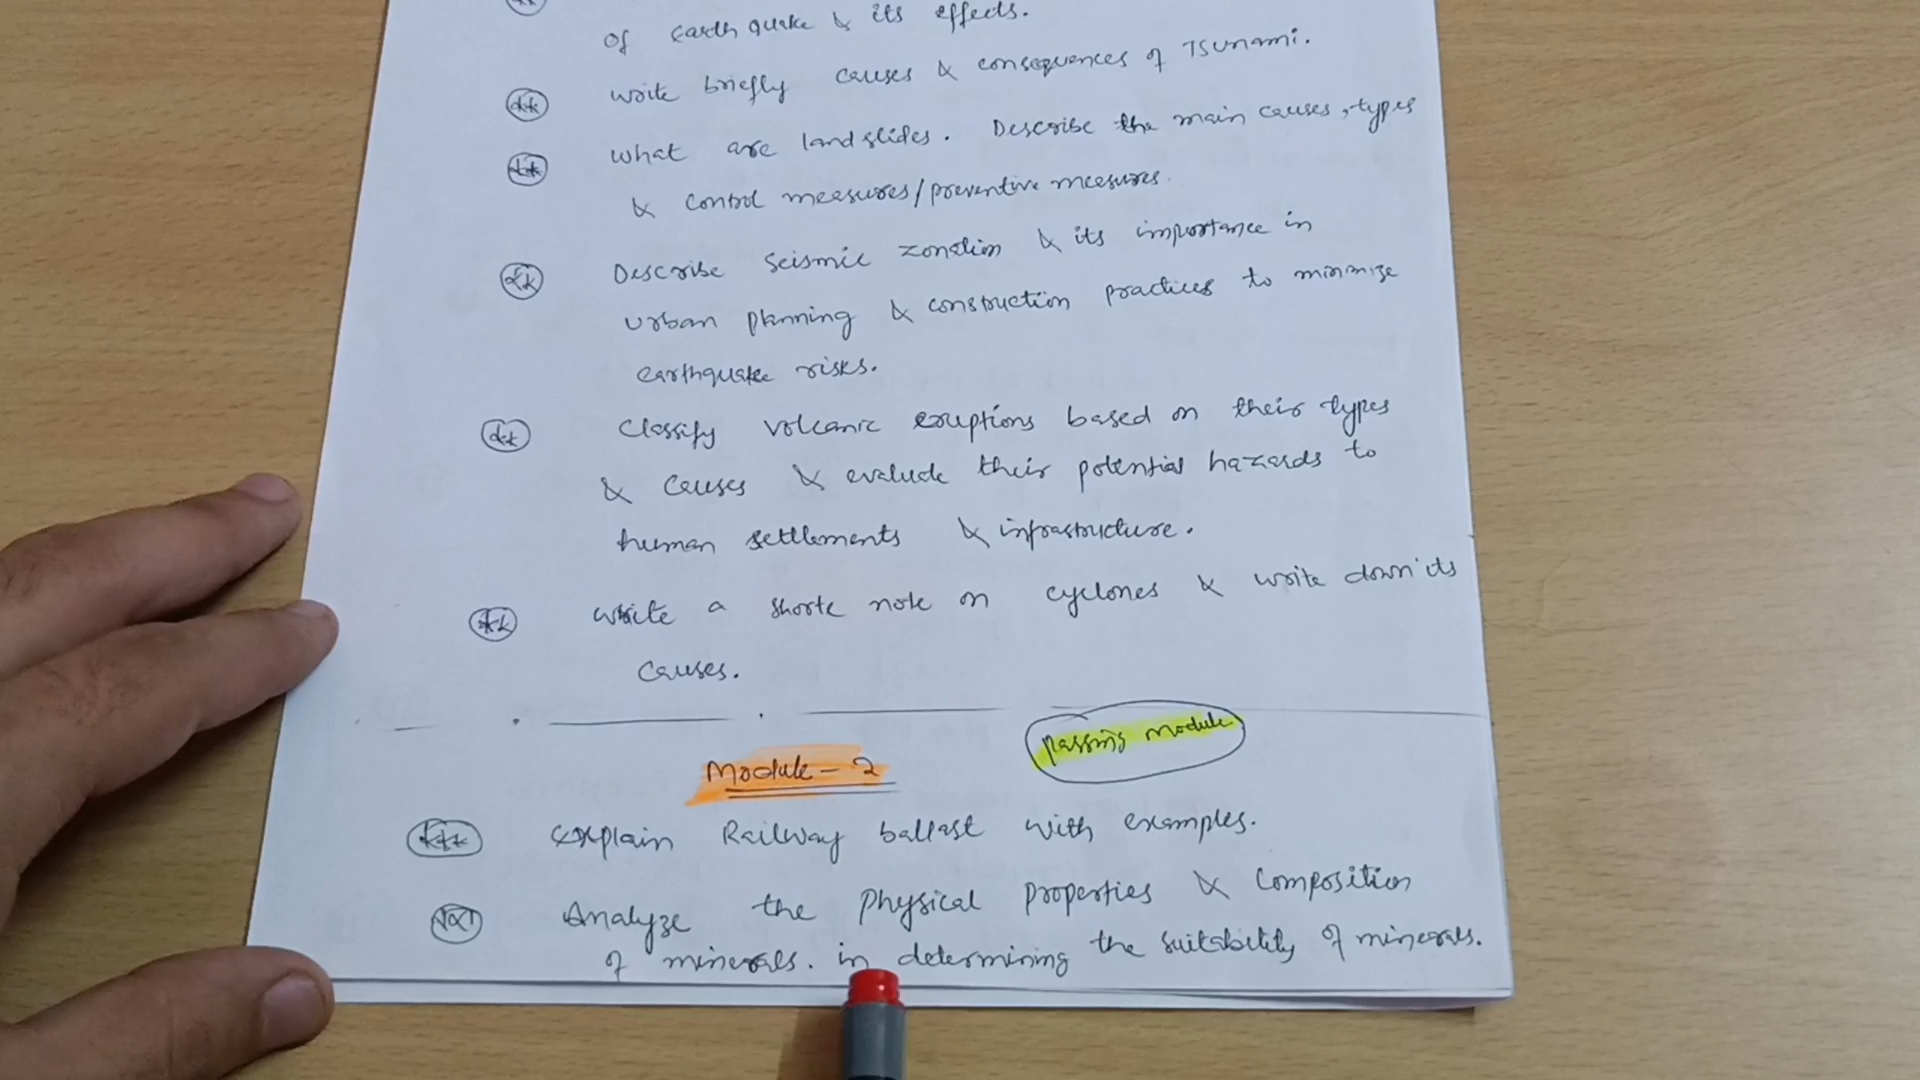 of earthquake & its effects.
write briefly causes & consequences of Tsunami.
what are landslides. Describe the main causes, types
& control measures/preventive measures.
Describe seismic zonation & its importance in
urban planning & construction practices to minimize
earthquake risks.
Classify volcanic eruptions based on their types
& causes & evaluate their potential hazards to
human settlements & infrastructure.
write a shorte note on cyclones & write down its
causes.
Module - 2
passing module
explain Railway ballast with examples.
Analyze the physical properties & composition
of minerals. in determining the suitability of minerals.